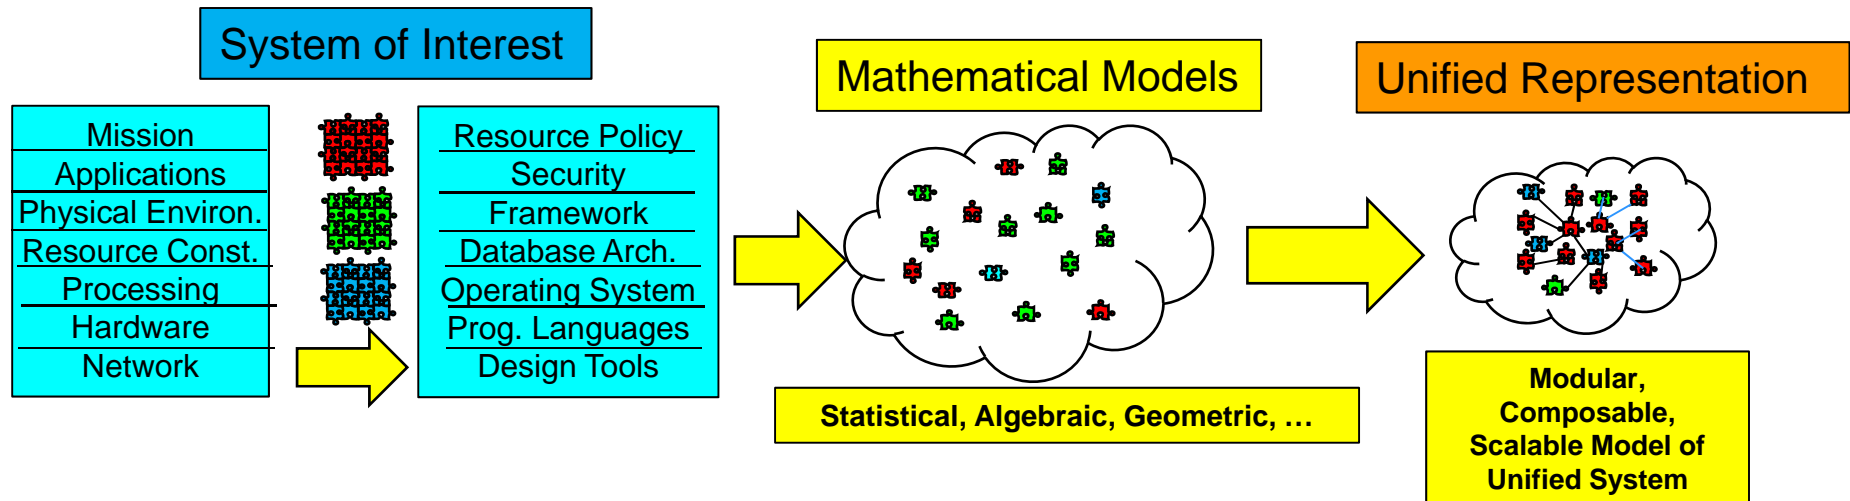 System of Interest
Mission
Applications
Physical Environ.
Resource Const.
Processing
Hardware
Network
Resource Policy
Security
Framework
Database Arch.
Operating System
Prog. Languages
Design Tools
Mathematical Models
Statistical, Algebraic, Geometric, …
Unified Representation
Modular,
Composable,
Scalable Model of
Unified System